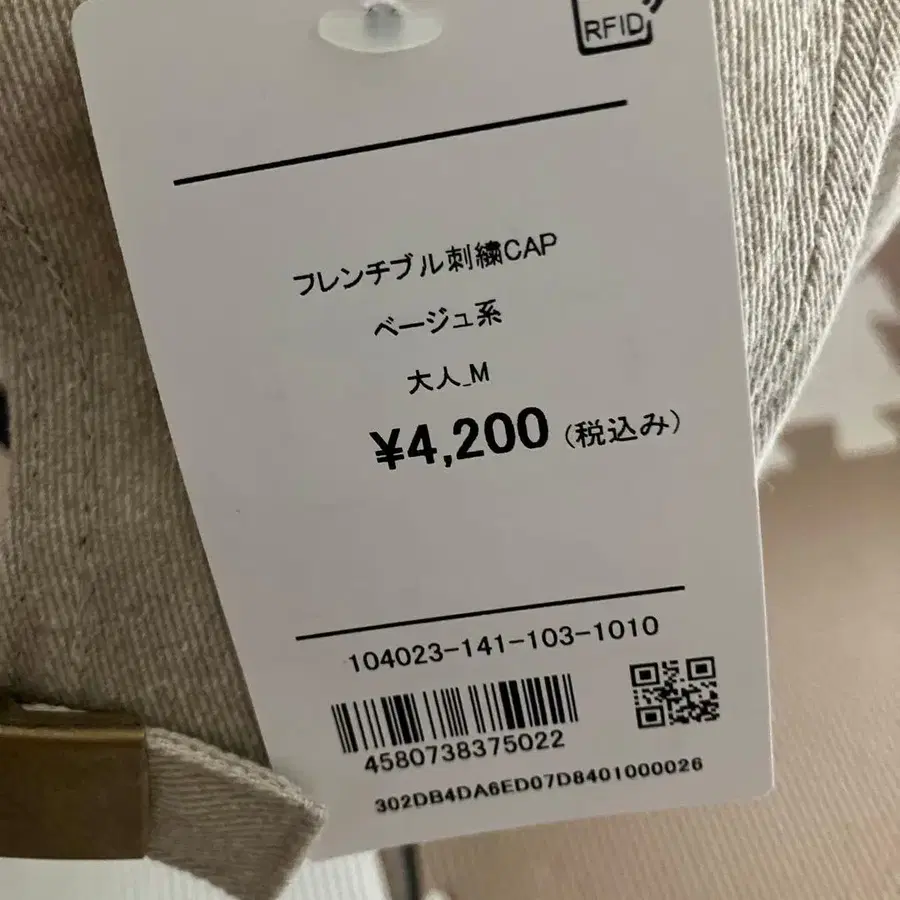 RFID
フレンチブル刺繍CAP
ベージュ系
大人_M
¥4,200 (税込み)
104023-141-103-1010
4580738375022
302DB4DA6ED07D8401000026